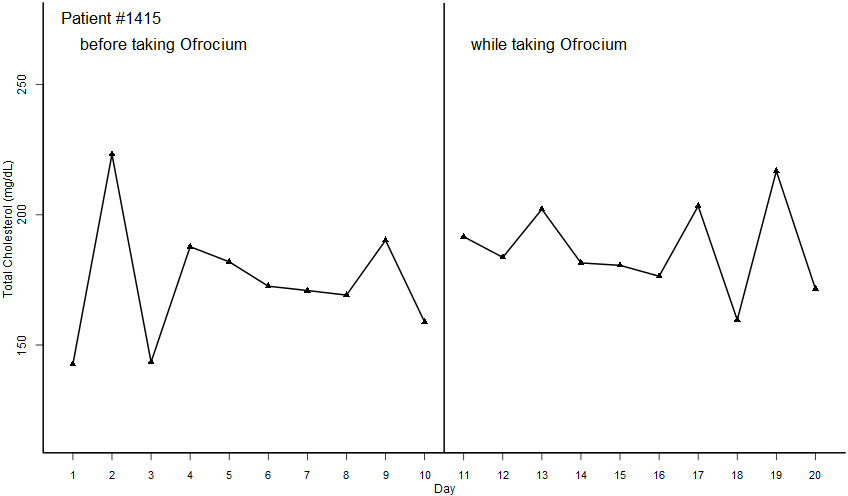 Patient #1415
before taking Ofrocium
while taking Ofrocium
Total Cholesterol (mg/dL)
250
200
150
1 2 3 4 5 6 7 8 9 10 11 12 13 14 15 16 17 18 19 20
Day